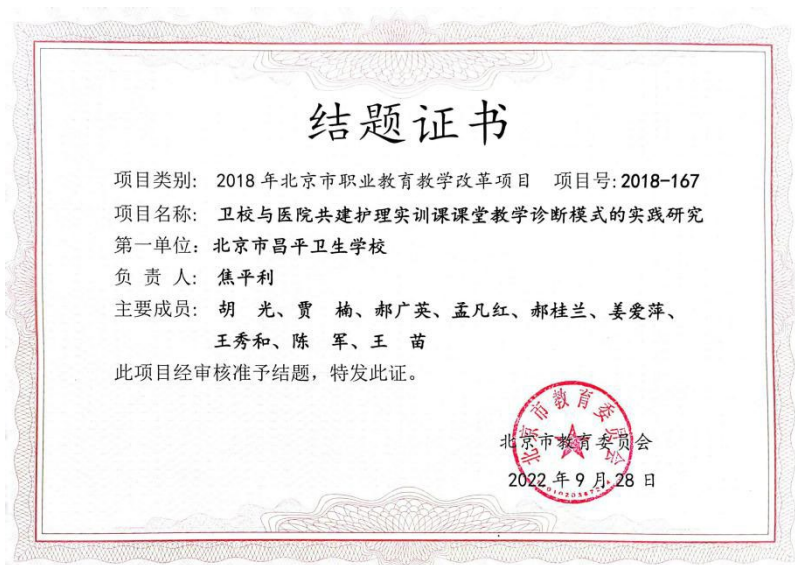 结题证书
项目类别: 2018年北京市职业教育教学改革项目 项目号:2018-167
项目名称: 卫校与医院共建护理实训课课堂教学诊断模式的实践研究
第一单位: 北京市昌平卫生学校
负 责 人: 焦平利
主要成员: 胡 光、贾 楠、郝广英、孟凡红、郝桂兰、姜爱萍、
王秀和、陈 军、王 苗
此项目经审核准予结题，特发此证。
北京市教育委员会
北京市教育委员会
2022年9月28日